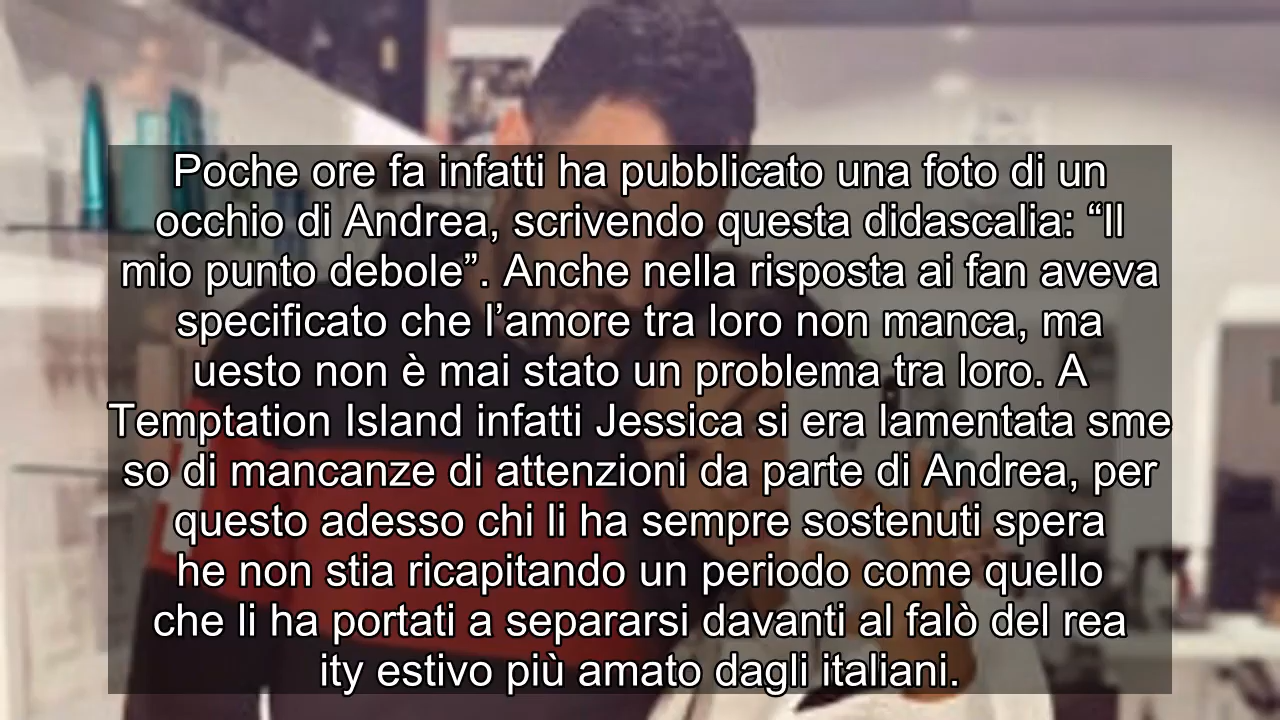 Poche ore fa infatti ha pubblicato una foto di un
occhio di Andrea, scrivendo questa didascalia: “Il
mio punto debole”. Anche nella risposta ai fan aveva
specificato che l’amore tra loro non manca, ma
uesto non è mai stato un problema tra loro. A
Temptation Island infatti Jessica si era lamentata sme
so di mancanze di attenzioni da parte di Andrea, per
questo adesso chi li ha sempre sostenuti spera
he non stia ricapitando un periodo come quello
che li ha portati a separarsi davanti al falò del rea
ity estivo più amato dagli italiani.